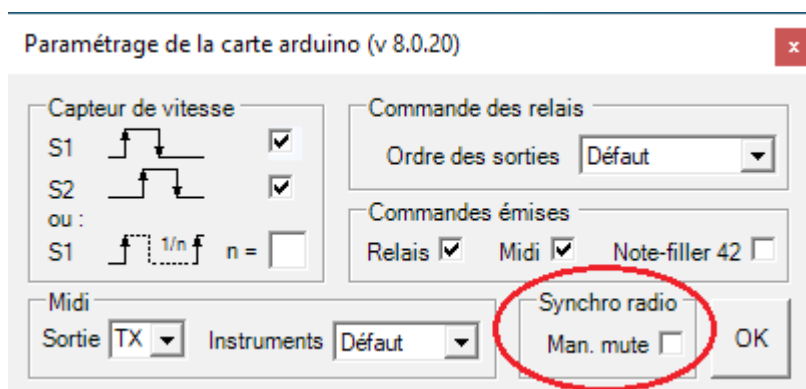 Paramétrage de la carte arduino (v 8.0.20)
x
Capteur de vitesse
S1
S2
ou :
S1 1/n n =
Commande des relais
Ordre des sorties Défaut
Commandes émises
Relais Midi Note-filler 42
Midi
Sortie TX Instruments Défaut
Synchro radio
Man. mute
OK